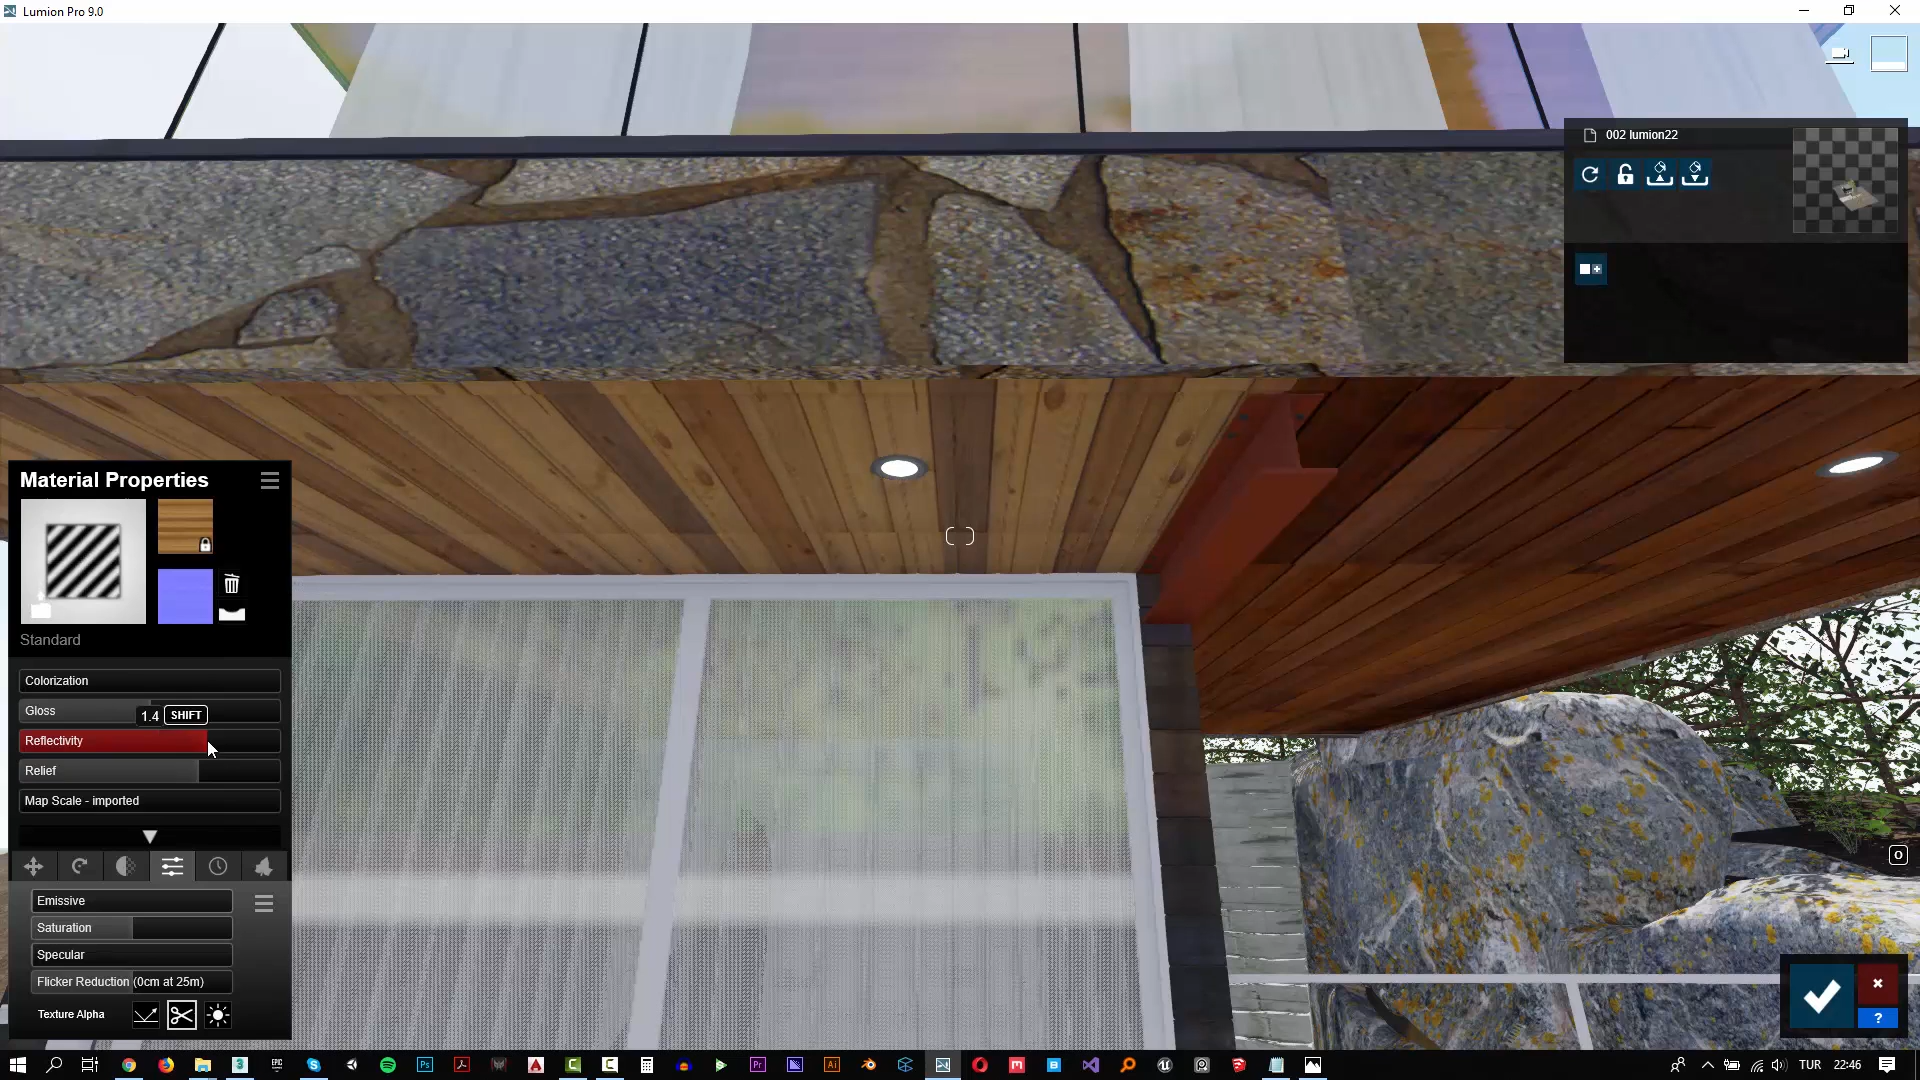 Lumion Pro 9.0
002 lumion22
Material Properties
Standard
Colorization
Gloss
1.4 SHIFT
Reflectivity
Relief
Map Scale - imported
Emissive
Saturation
Specular
Flicker Reduction (0cm at 25m)
Texture Alpha
O
?
TUR 22:46